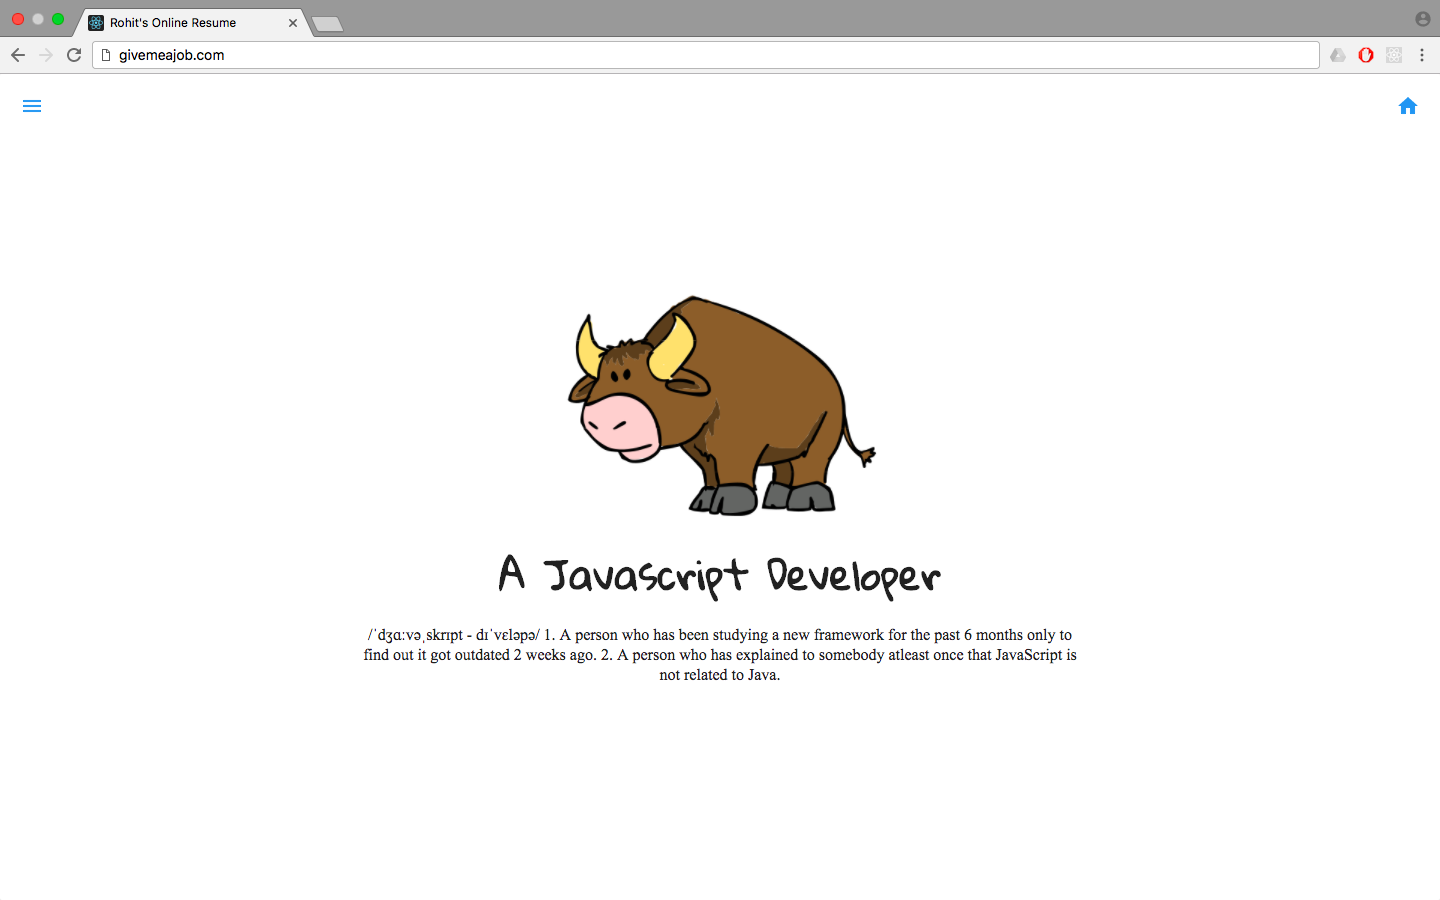 Rohit's Online Resume
givemeajob.com
A Javascript Developer
/ˈdʒɑːvəˌskrɪpt - dɪˈvɛləpə/ 1. A person who has been studying a new framework for the past 6 months only to
find out it got outdated 2 weeks ago. 2. A person who has explained to somebody atleast once that JavaScript is
not related to Java.